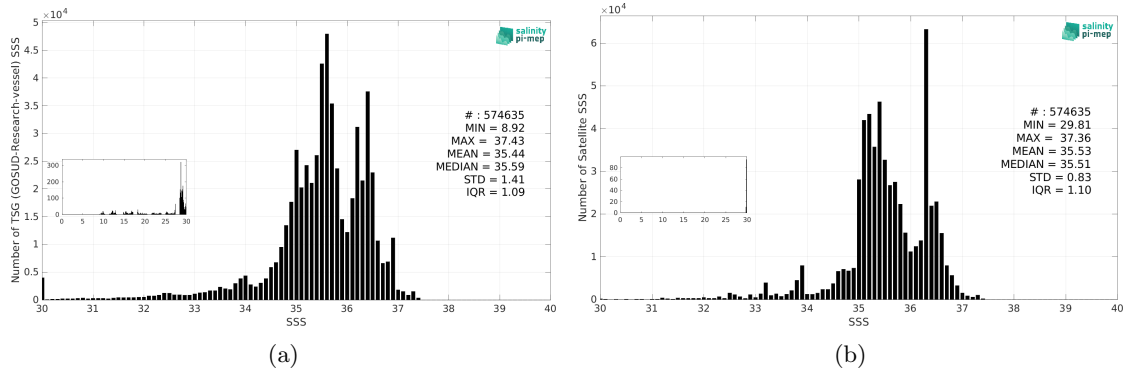 ×10⁴
5
4.5
4
3.5
3
2.5
2
1.5
1
0.5
0
Number of TSG (GOSUD-Research-vessel) SSS
salinity
pi-mep
# : 574635
MIN = 8.92
MAX = 37.43
MEAN = 35.44
MEDIAN = 35.59
STD = 1.41
IQR = 1.09
300
200
100
0
0 5 10 15 20 25 30
30 31 32 33 34 35 36 37 38 39 40
SSS
(a)
×10⁴
6
5
4
3
2
1
0
Number of Satellite SSS
salinity
pi-mep
# : 574635
MIN = 29.81
MAX = 37.36
MEAN = 35.53
MEDIAN = 35.51
STD = 0.83
IQR = 1.10
80
60
40
20
0
0 5 10 15 20 25 30
30 31 32 33 34 35 36 37 38 39 40
SSS
(b)